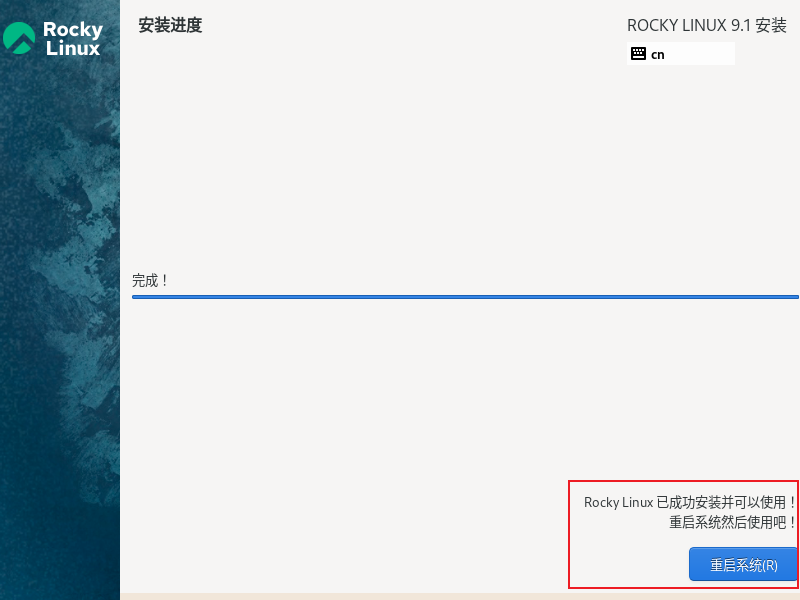 Rocky
Linux
安装进度
ROCKY LINUX 9.1 安装
cn
完成！
Rocky Linux 已成功安装并可以使用！
重启系统然后使用吧！
重启系统(R)